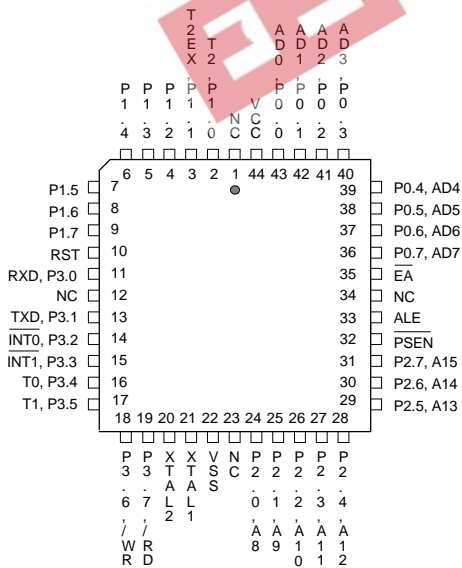 P1.4
P1.3
P1.2
T2EX,P1.1
T2,P1.0
NC
VCC
AD0,P0.0
AD1,P0.1
AD2,P0.2
AD3,P0.3
6 5 4 3 2 1 44 43 42 41 40
P1.5 7
P1.6 8
P1.7 9
RST 10
RXD, P3.0 11
NC 12
TXD, P3.1 13
INT0, P3.2 14
INT1, P3.3 15
T0, P3.4 16
T1, P3.5 17
39 P0.4, AD4
38 P0.5, AD5
37 P0.6, AD6
36 P0.7, AD7
35 EA
34 NC
33 ALE
32 PSEN
31 P2.7, A15
30 P2.6, A14
29 P2.5, A13
18 19 20 21 22 23 24 25 26 27 28
P3.6,/WR
P3.7,/RD
XTAL2
XTAL1
VSS
NC
P2.0,A8
P2.1,A9
P2.2,A10
P2.3,A11
P2.4,A12